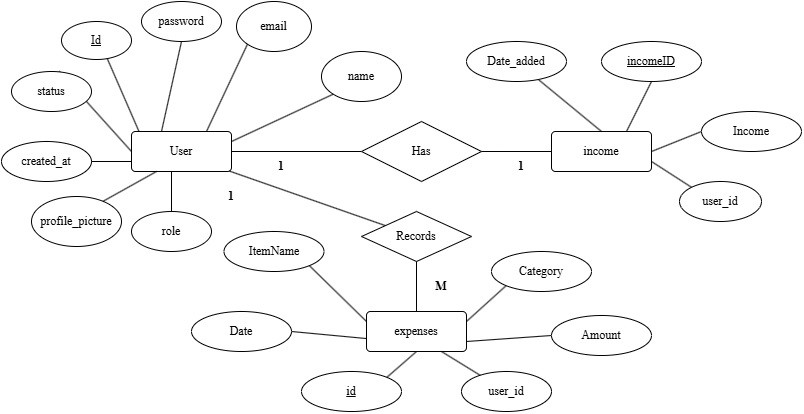 password
email
Id
name
status
Date_added
incomeID
User
Has
income
Income
1
1
created_at
1
user_id
profile_picture
role
Records
ItemName
Category
M
Date
expenses
Amount
id
user_id